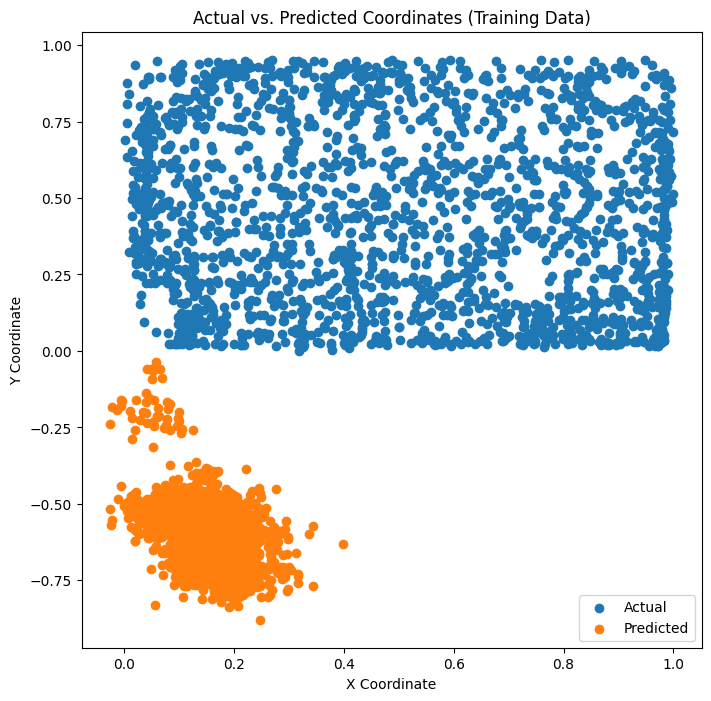 Actual vs. Predicted Coordinates (Training Data)
1.00
0.75
0.50
0.25
0.00
−0.25
−0.50
−0.75
Y Coordinate
0.0 0.2 0.4 0.6 0.8 1.0
X Coordinate
Actual
Predicted